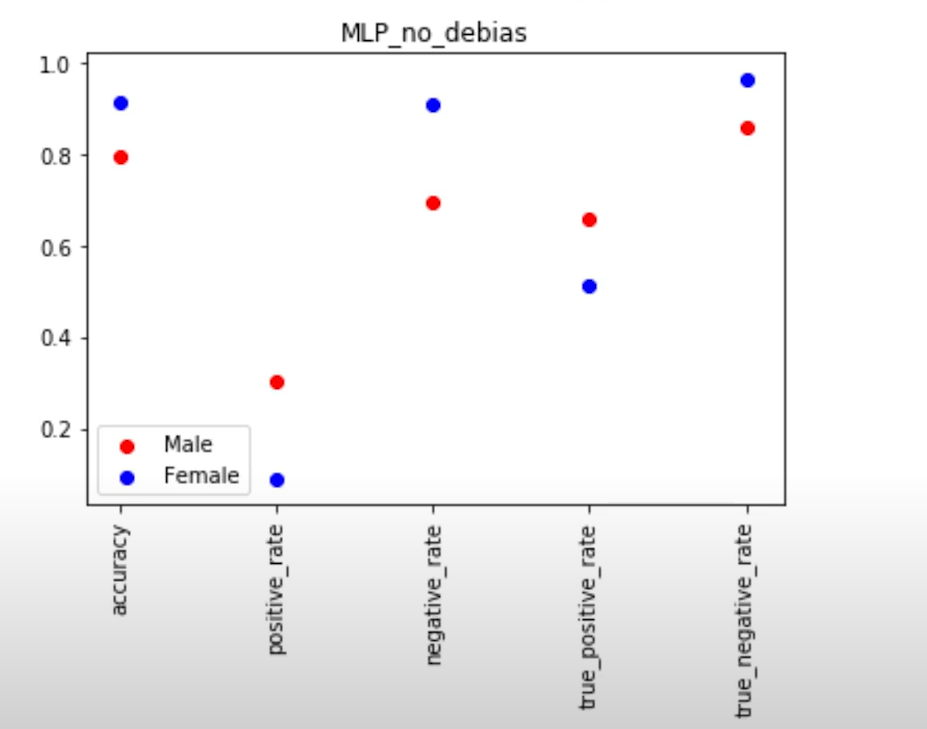 MLP_no_debias
1.0
0.8
0.6
0.4
0.2
Male
Female
accuracy
positive_rate
negative_rate
true_positive_rate
true_negative_rate